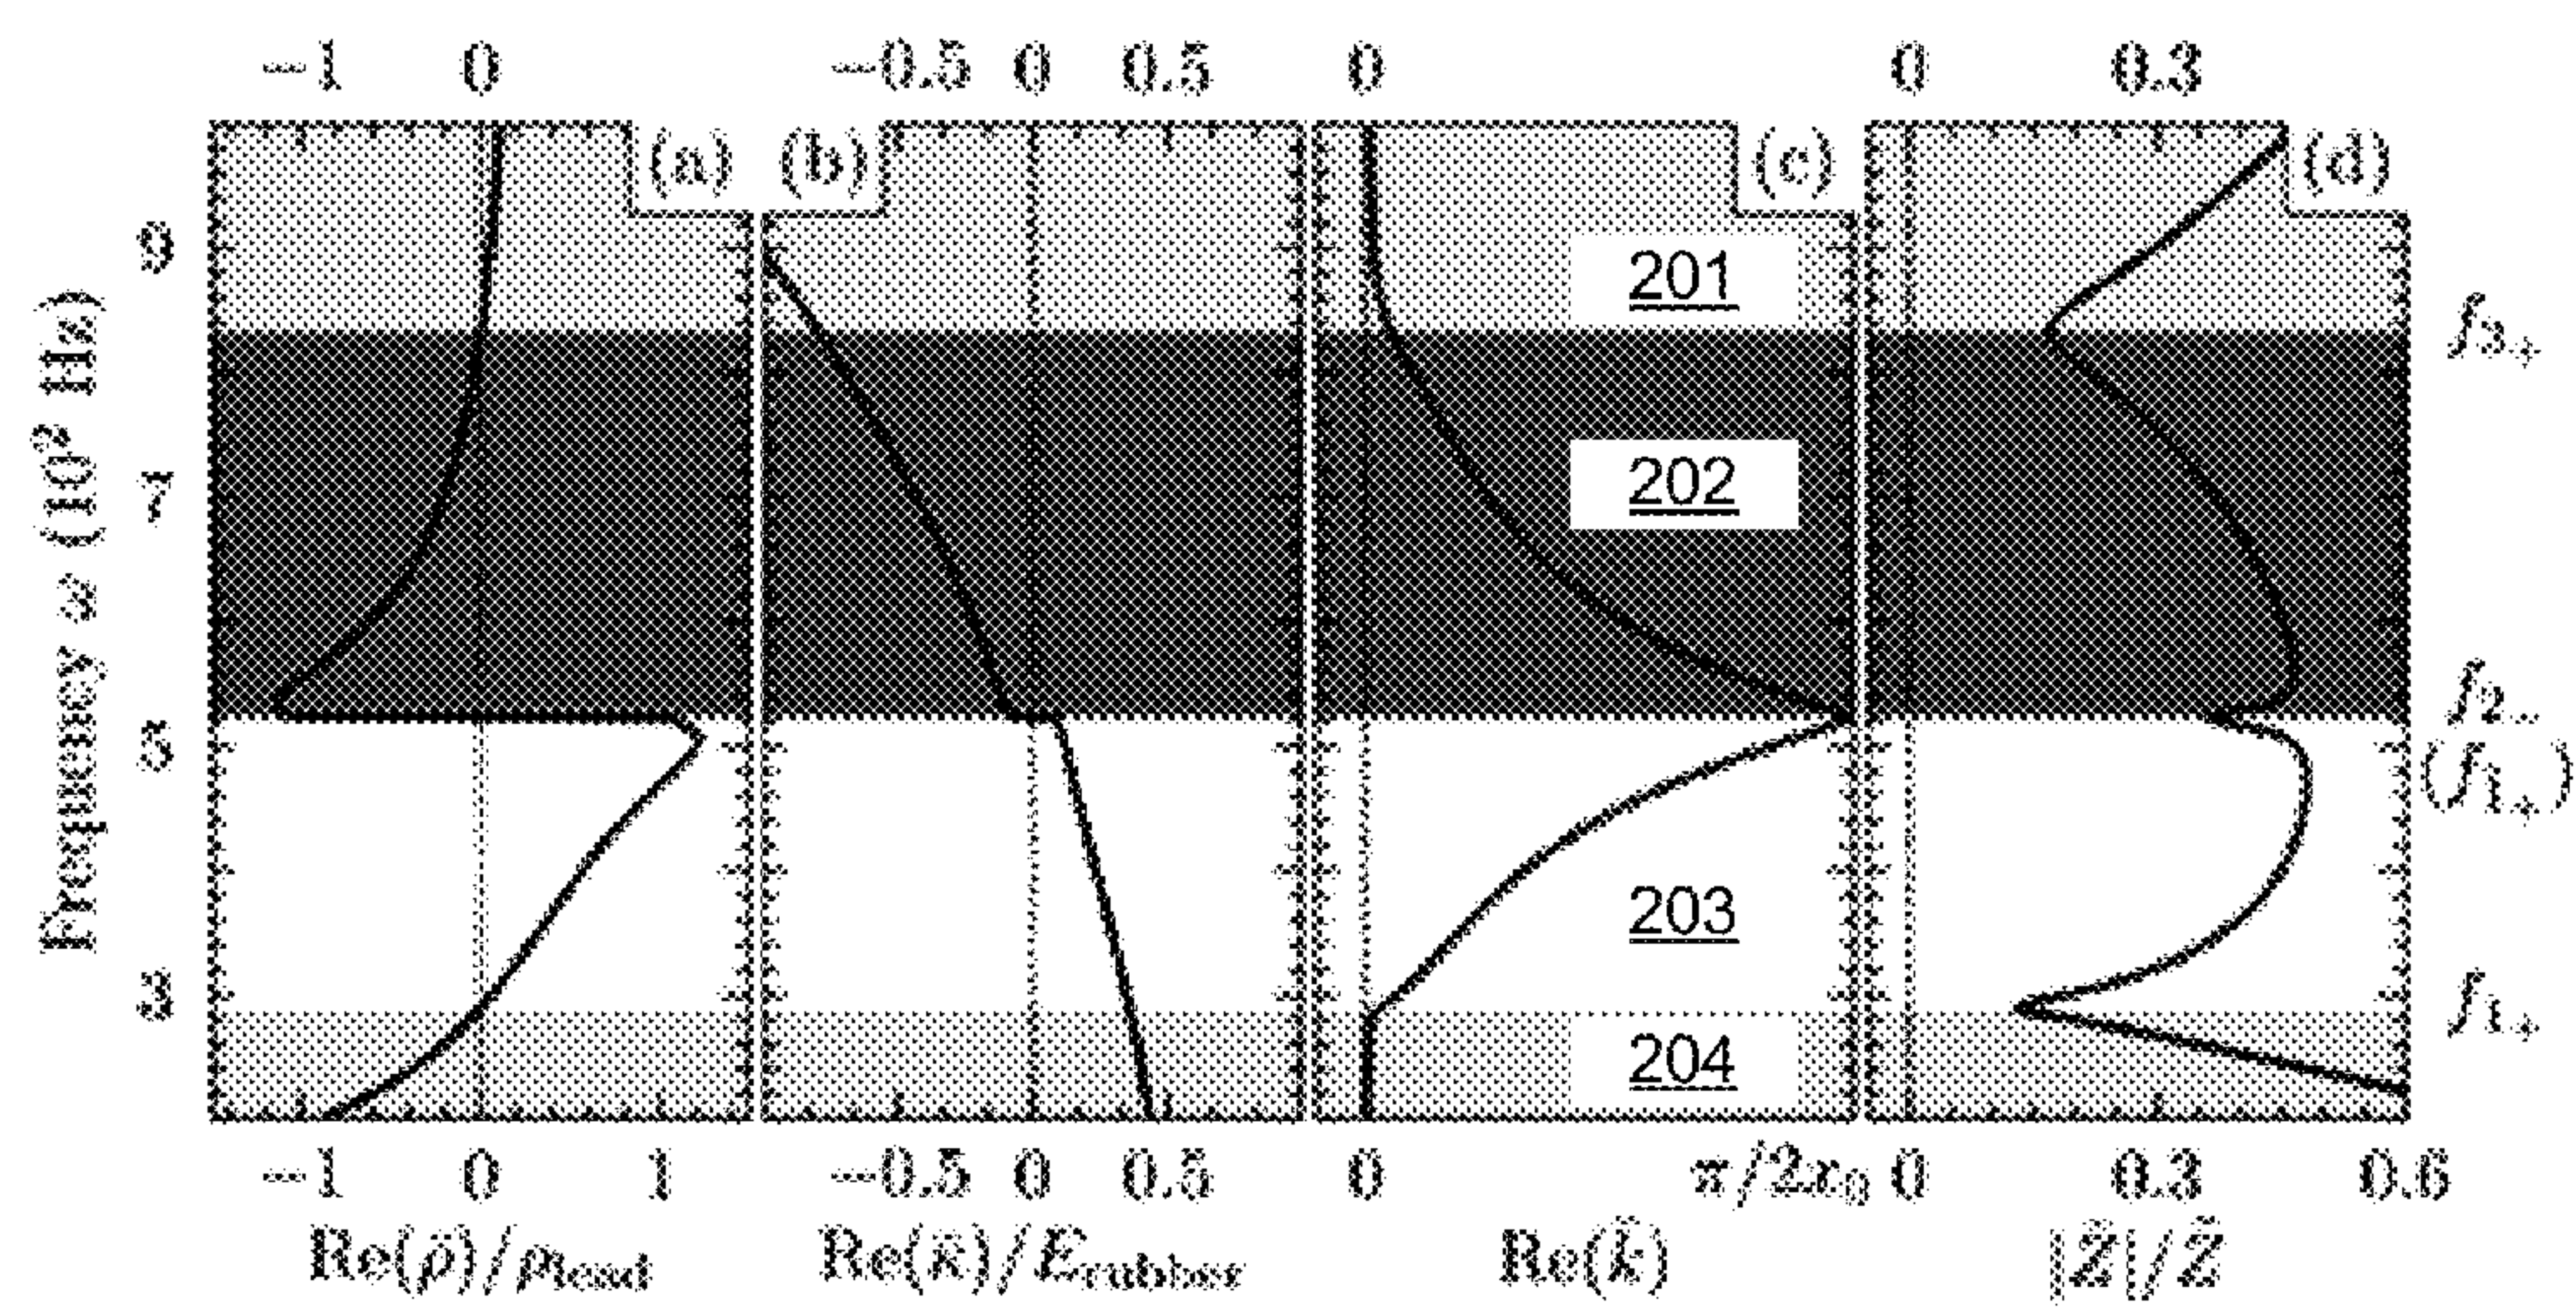 −1 0 −0.5 0 0.5 0 0 0.3
(a) (b) (c) (d)
9
201
f₃₊
7
202
Frequency ω (10² Hz)
f₂₋
5
(f₁₊)
203
3
f₁₊
204
−1 0 1 −0.5 0 0.5 0 π/2x₀ 0 0.3 0.6
Re(ρ̄)/ρlead Re(κ̄)/Erubber Re(k̄) |Z̄|/Z̄